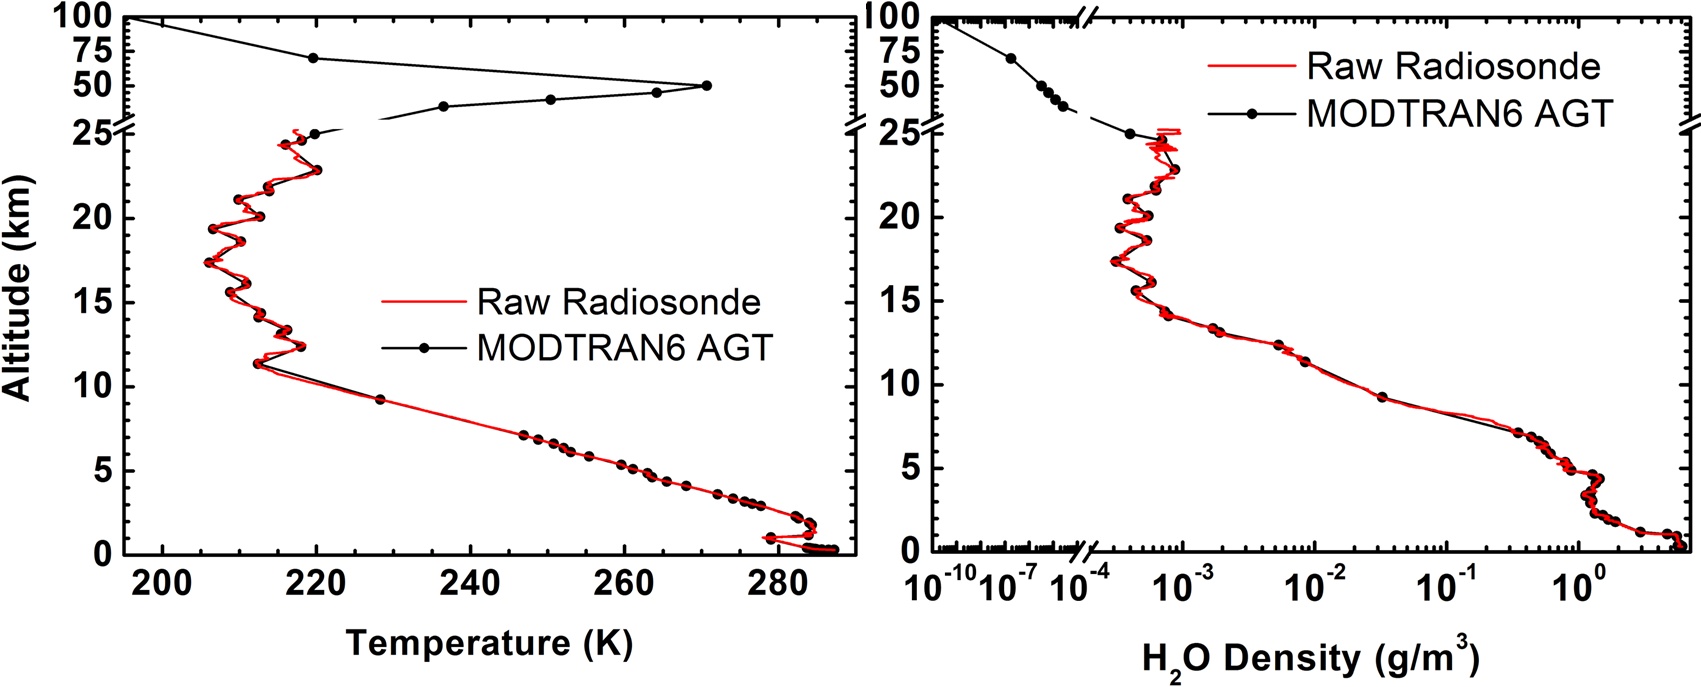 100
75
50
25
20
15
10
5
0
Altitude (km)
Raw Radiosonde
MODTRAN6 AGT
200 220 240 260 280
Temperature (K)
100
75
50
25
20
15
10
5
0
Raw Radiosonde
MODTRAN6 AGT
10⁻¹⁰ 10⁻⁷ 10⁻⁴ 10⁻³ 10⁻² 10⁻¹ 10⁰
H₂O Density (g/m³)